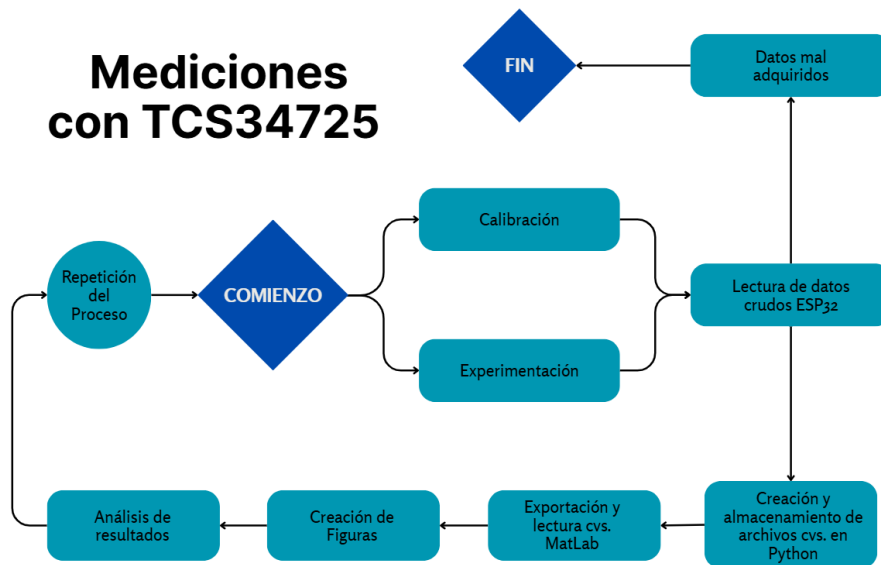 Mediciones
con TCS34725
FIN
Datos mal
adquiridos
Calibración
Repetición
del
Proceso
COMIENZO
Lectura de datos
crudos ESP32
Experimentación
Análisis de
resultados
Creación de
Figuras
Exportación y
lectura cvs.
MatLab
Creación y
almacenamiento de
archivos cvs. en
Python